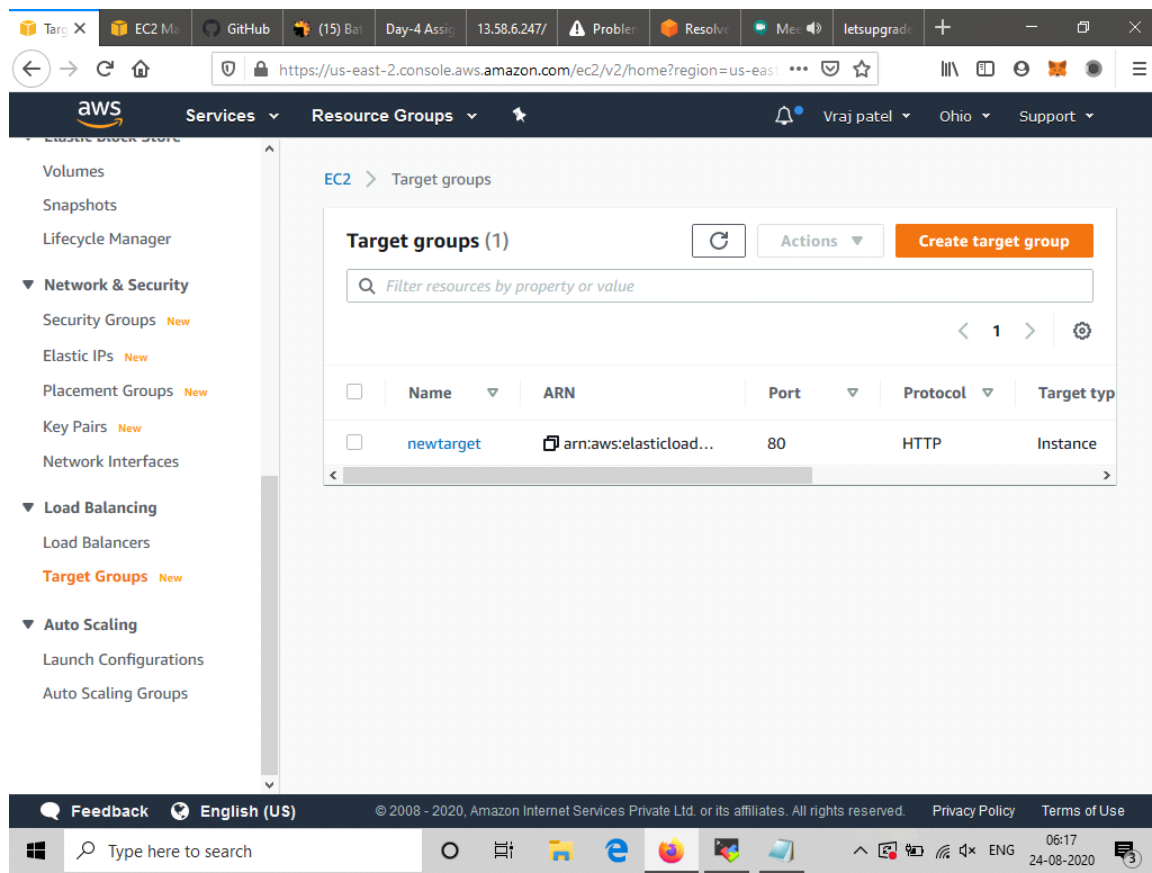 Targ EC2 Ma GitHub (15) Bat Day-4 Assig 13.58.6.247/ Problem Resolve Mee letsupgrade
https://us-east-2.console.aws.amazon.com/ec2/v2/home?region=us-east
aws Services Resource Groups Vraj patel Ohio Support
Elastic Block Store
Volumes
Snapshots
Lifecycle Manager
Network & Security
Security Groups New
Elastic IPs New
Placement Groups New
Key Pairs New
Network Interfaces
Load Balancing
Load Balancers
Target Groups New
Auto Scaling
Launch Configurations
Auto Scaling Groups
EC2 > Target groups
Target groups (1) Actions Create target group
Filter resources by property or value
< 1 >
Name ARN Port Protocol Target typ
newtarget arn:aws:elasticload... 80 HTTP Instance
Feedback English (US) © 2008 - 2020, Amazon Internet Services Private Ltd. or its affiliates. All rights reserved. Privacy Policy Terms of Use
Type here to search ENG 06:17
24-08-2020 3